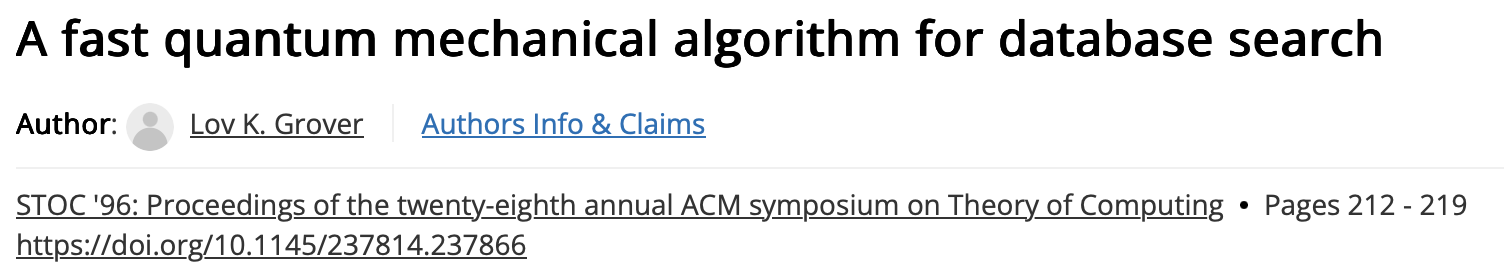 A fast quantum mechanical algorithm for database search
Author: Lov K. Grover Authors Info & Claims
STOC '96: Proceedings of the twenty-eighth annual ACM symposium on Theory of Computing • Pages 212 - 219
https://doi.org/10.1145/237814.237866